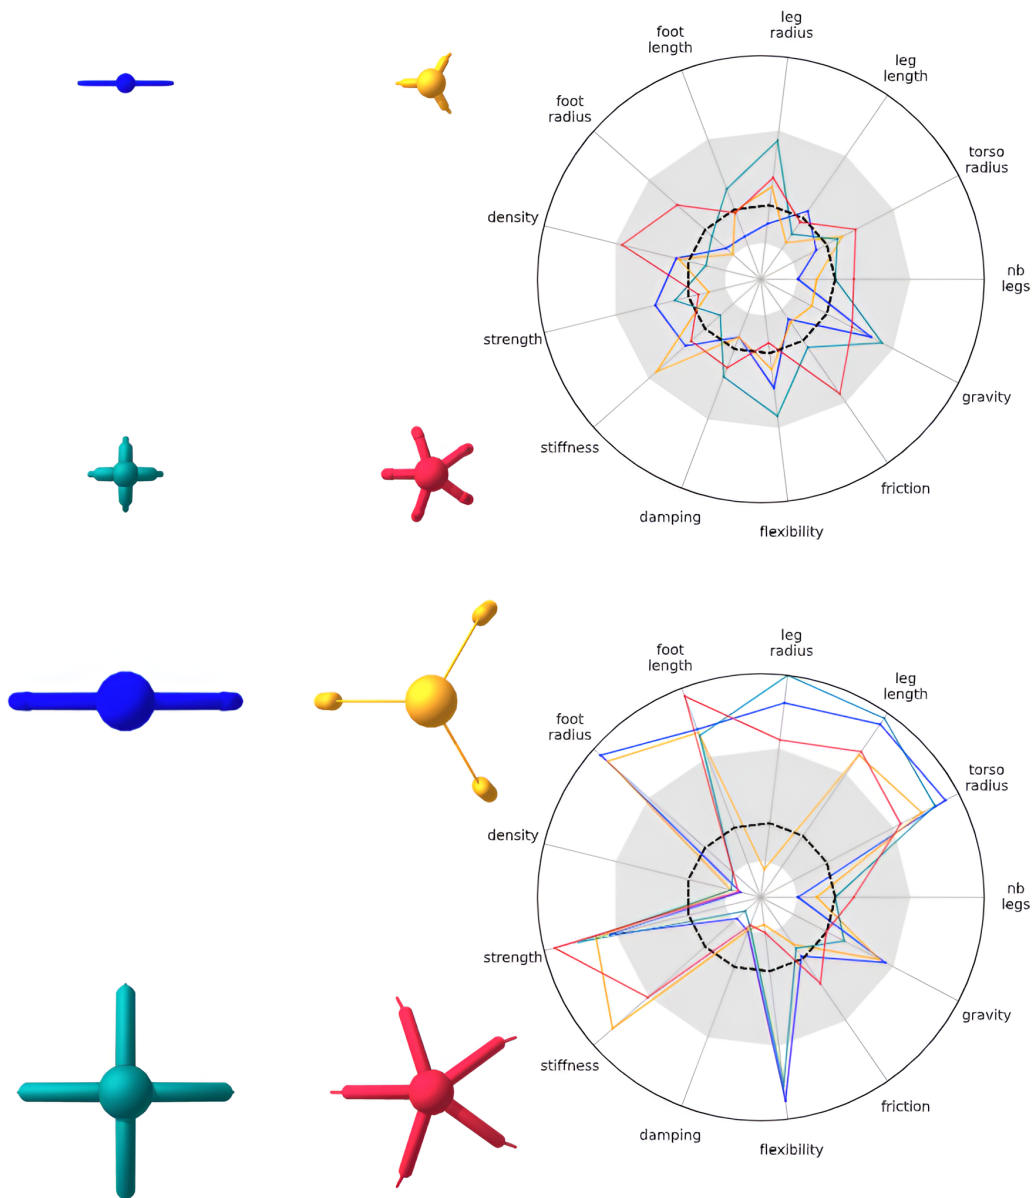 leg
radius
foot
length
leg
length
foot
radius
torso
radius
density
nb
legs
strength
gravity
stiffness
friction
damping
flexibility
leg
radius
foot
length
leg
length
foot
radius
torso
radius
density
nb
legs
strength
gravity
stiffness
friction
damping
flexibility